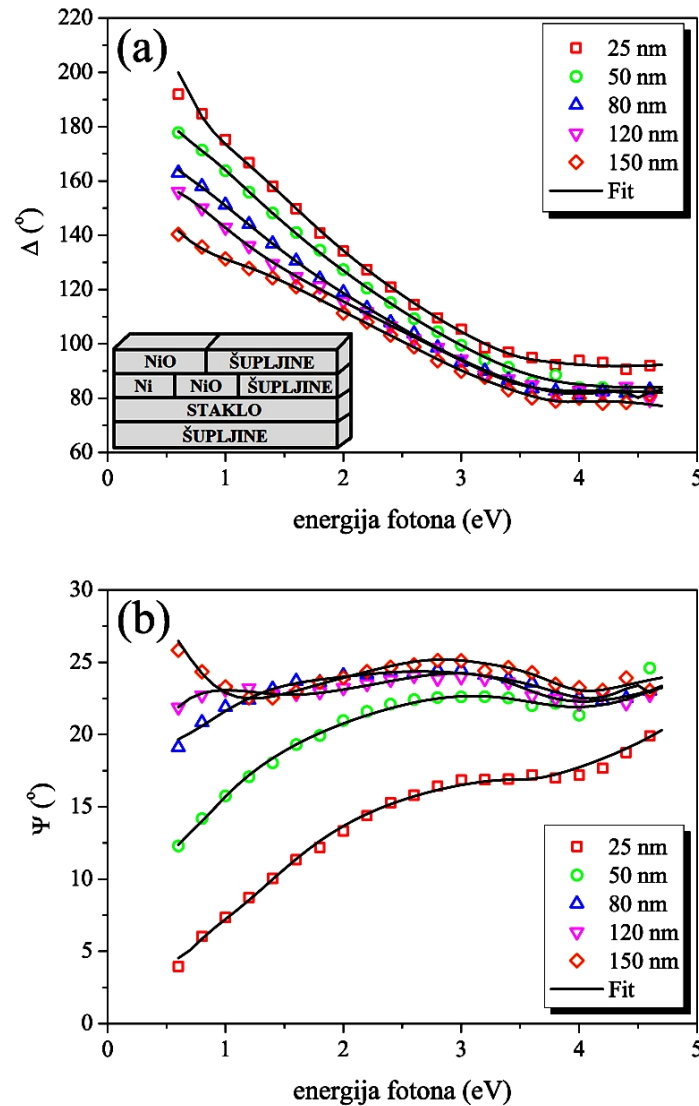 (a)
220
200
180
160
140
120
100
80
60
Δ (°)
25 nm
50 nm
80 nm
120 nm
150 nm
Fit
NiO ŠUPLJINE
Ni NiO ŠUPLJINE
STAKLO
ŠUPLJINE
0 1 2 3 4 5
energija fotona (eV)
(b)
30
25
20
15
10
5
0
Ψ (°)
25 nm
50 nm
80 nm
120 nm
150 nm
Fit
0 1 2 3 4 5
energija fotona (eV)